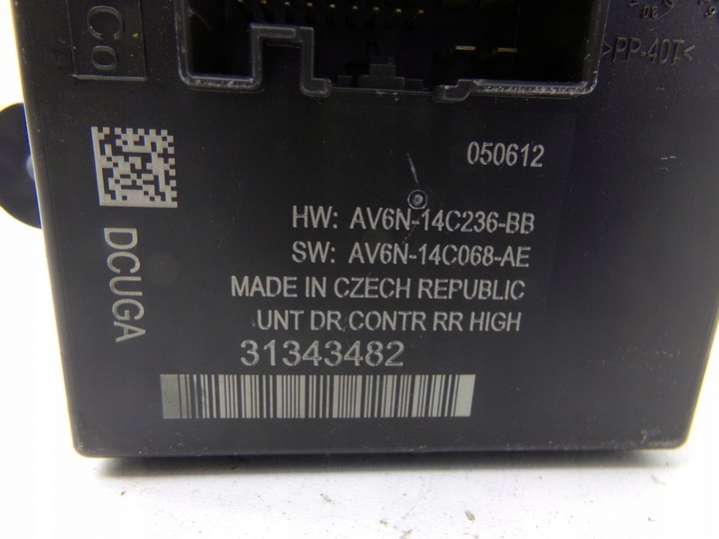 Co
>PP-40T<
050612
HW: AV6N-14C236-BB
SW: AV6N-14C068-AE
MADE IN CZECH REPUBLIC
UNT DR CONTR RR HIGH
31343482
DCUGA